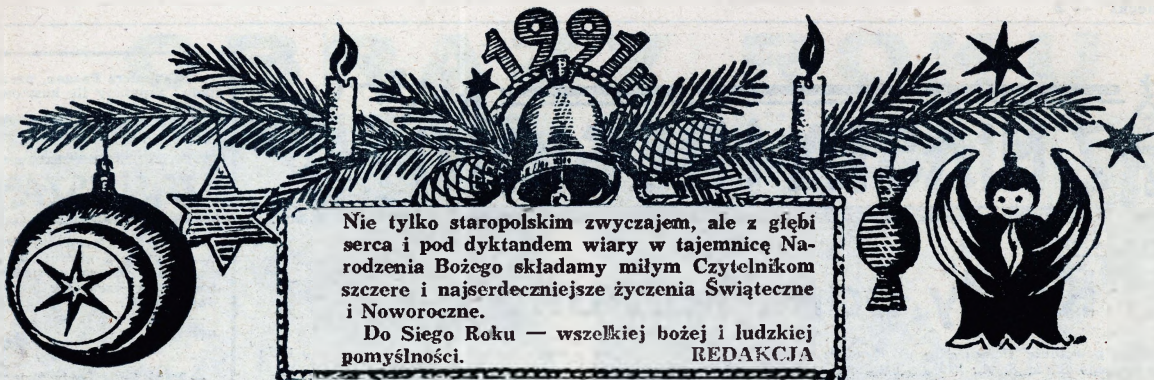 1991 R
Nie tylko staropolskim zwyczajem, ale z głębi
serca i pod dyktandem wiary w tajemnicę Na-
rodzenia Bożego składamy miłym Czytelnikom
szczere i najserdeczniejsze życzenia Świąteczne
i Noworoczne.
Do Siego Roku — wszelkiej bożej i ludzkiej
pomyślności. REDAKCJA